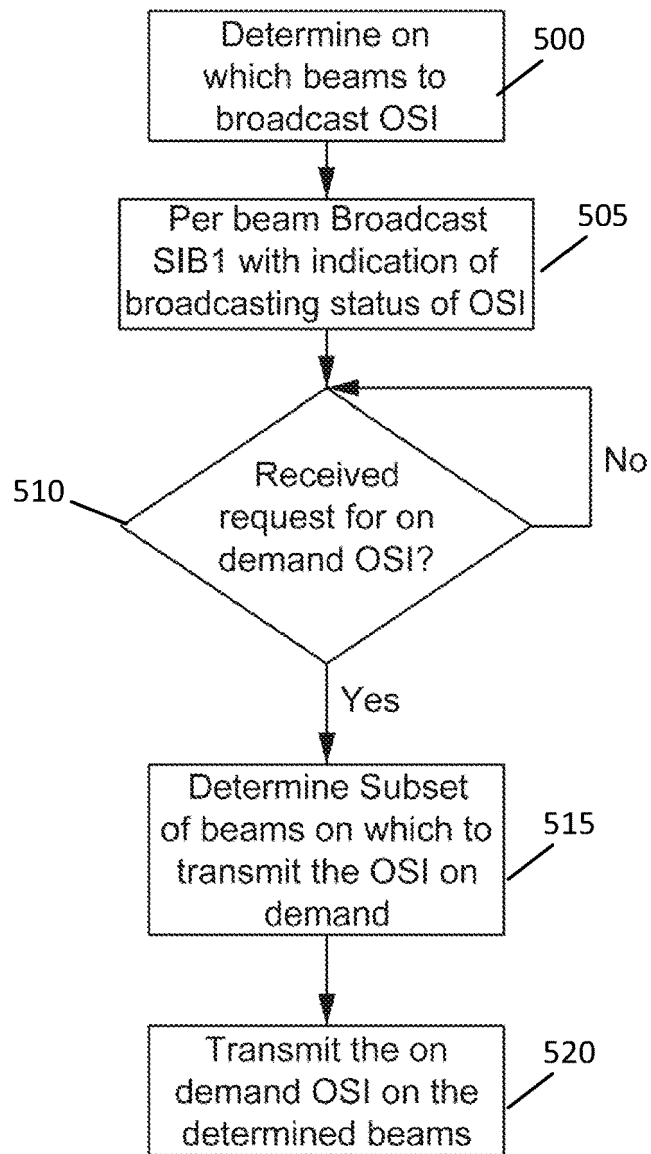 Determine on
which beams to
broadcast OSI
500
Per beam Broadcast
SIB1 with indication of
broadcasting status of OSI
505
510
Received
request for on
demand OSI?
No
Yes
Determine Subset
of beams on which to
transmit the OSI on
demand
515
Transmit the on
demand OSI on the
determined beams
520